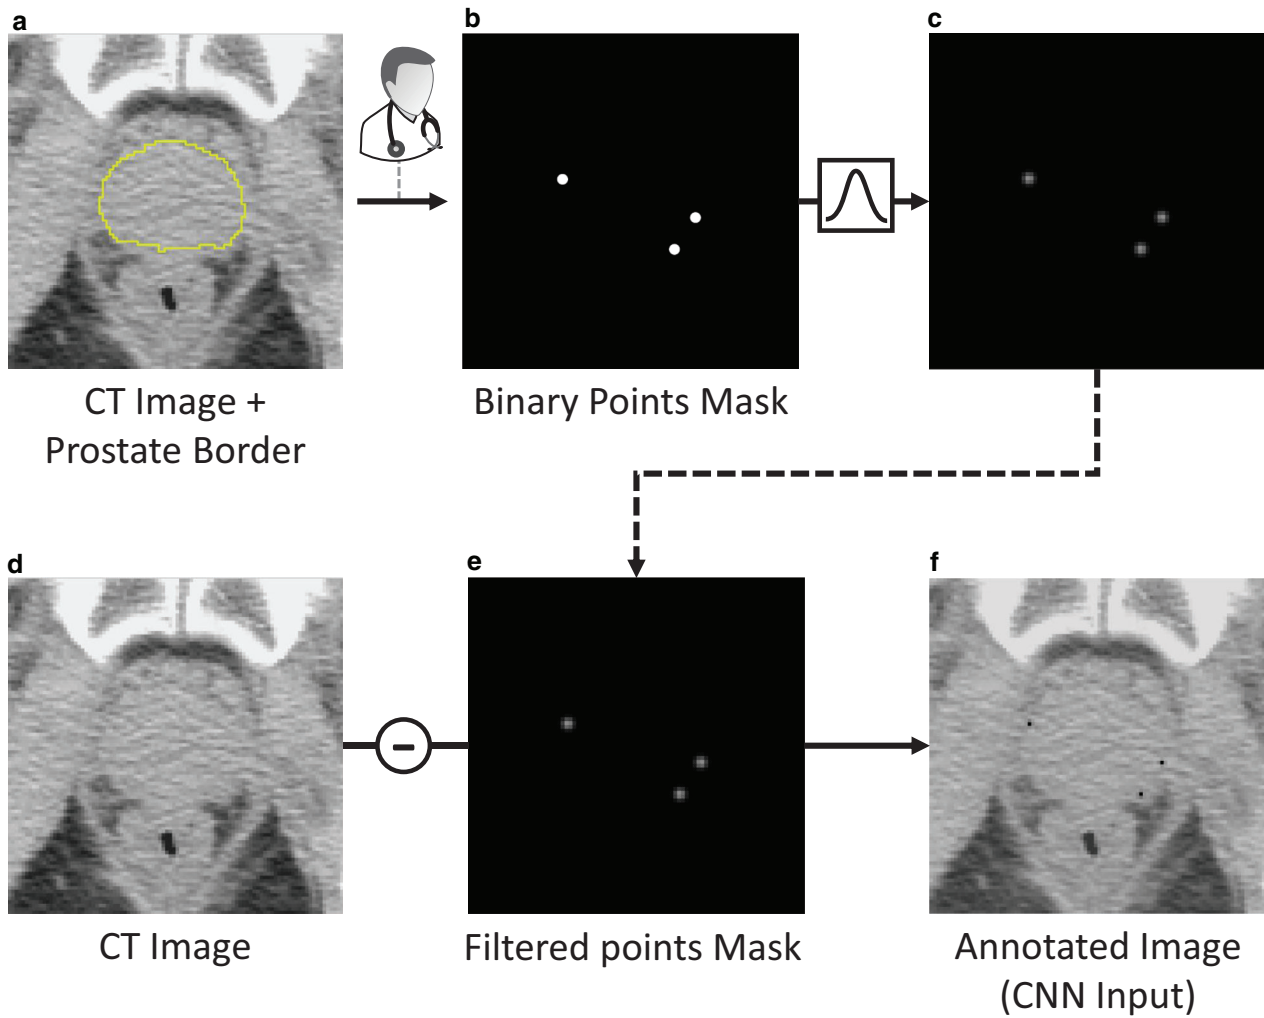 a
b
c
CT Image +
Prostate Border
Binary Points Mask
d
e
f
−
CT Image
Filtered points Mask
Annotated Image
(CNN Input)